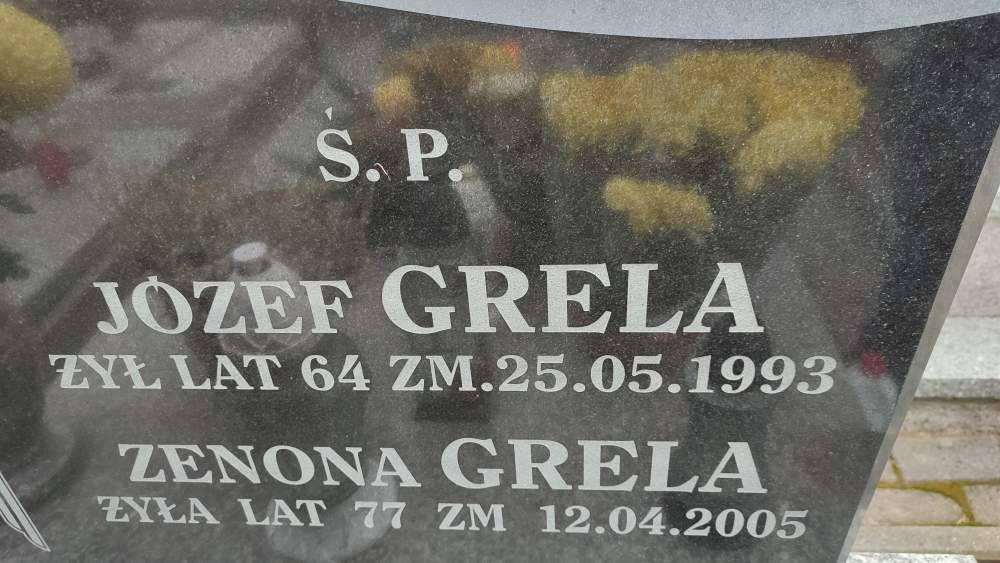 Ś. P.
JÓZEF GRELA
ŻYŁ LAT 64 ZM.25.05.1993
ZENONA GRELA
ŻYŁA LAT 77 ZM 12.04.2005